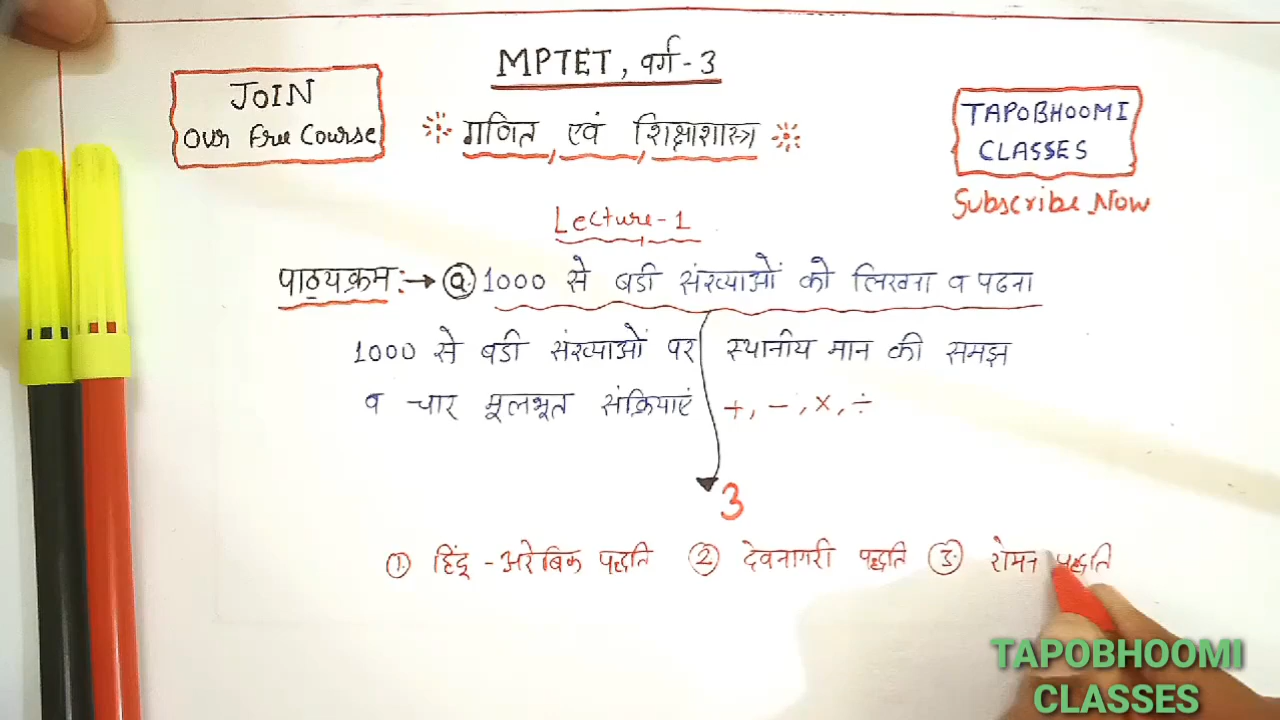 MPTET, वर्ग-3
JOIN
Our Free Course
* गणित एवं शिक्षाशास्त्र *
TAPOBHOOMI
CLASSES
Subscribe Now
Lecture-1
पाठ्यक्रम :→ @ 1000 से बडी संख्याओं को लिखना व पढना
1000 से बडी संख्याओं पर स्थानीय मान की समझ
व चार मूलभूत संक्रियाएं +, -, ×, ÷
3
① हिंदू - अरेबिक पद्धति ② देवनागरी पद्धति ③ रोमन पद्धति
TAPOBHOOMI
CLASSES